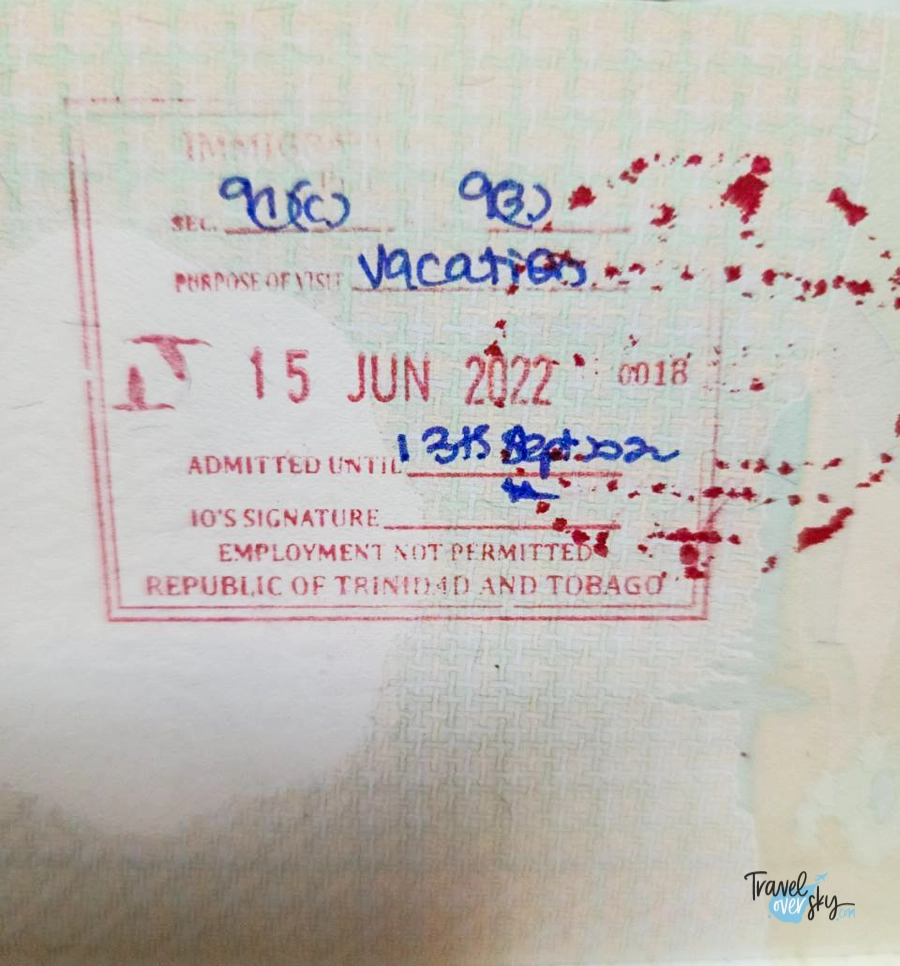 SEC. 9(1)(c) 9(3)
PURPOSE OF VISIT vacation
15 JUN 2022 0018
ADMITTED UNTIL 13th Sept 2022
IO'S SIGNATURE
EMPLOYMENT NOT PERMITTED
REPUBLIC OF TRINIDAD AND TOBAGO
Travel
over sky.com